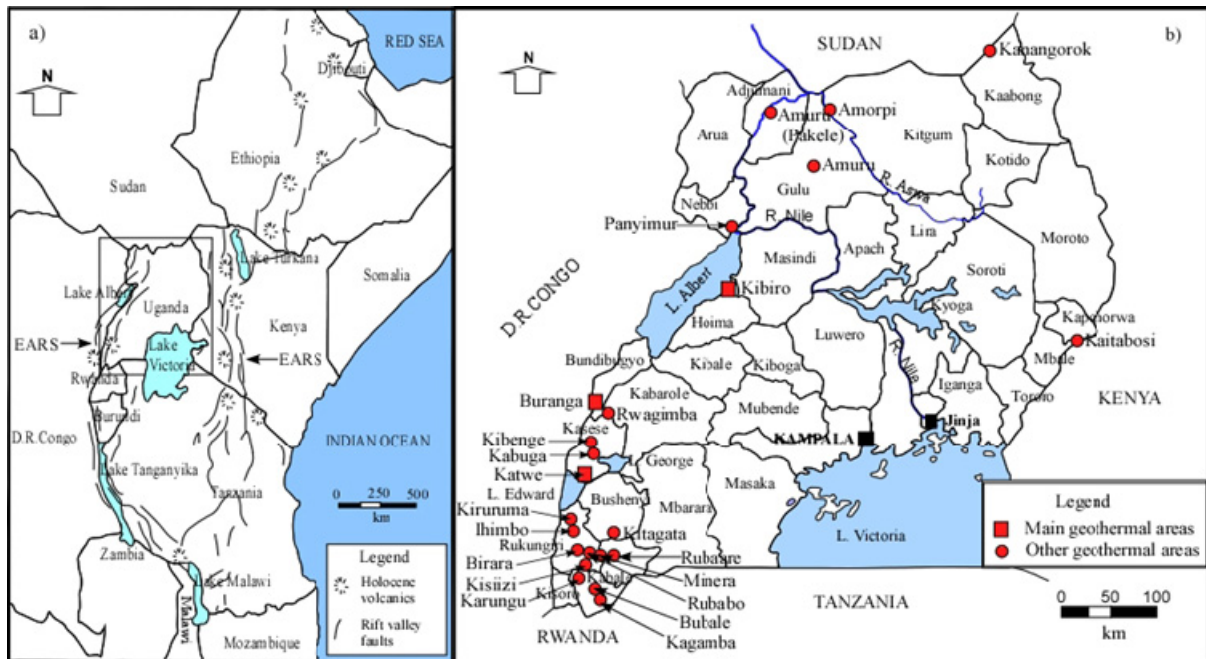 a)
N
RED SEA
Djibouti
Ethiopia
Sudan
Lake Turkana
Somalia
Lake Albert
Uganda
Kenya
EARS
Lake
Victoria
EARS
Rwanda
Burundi
D.R.Congo
INDIAN OCEAN
Lake Tanganyika
Tanzania
0 250 500
km
Zambia
Lake Malawi
Malawi
Mozambique
Legend
Holocene
volcanics
Rift valley
faults
b)
N
SUDAN
Kanangorok
Adjumani
Kaabong
Amuru
(Pakele)
Amorpi
Arua
Kitgum
Kotido
Amuru
Gulu
R. Aswa
Nebbi
Panyimur
R. Nile
Lira
Apach
Moroto
Masindi
Soroti
L. Albert
Kibiro
L. Kyoga
D.R.CONGO
Hoima
Luwero
Kapchorwa
Kaitabosi
Mbale
Bundibugyo
Kibale
Kiboga
R. Nile
Iganga
Tororo
KENYA
Kabarole
Buranga
Rwagimba
Mubende
Jinja
Kasese
KAMPALA
Kibenge
Kabuga
George
Katwe
Masaka
L. Edward
Bushenyi
Mbarara
Kiruruma
Ihimbo
Kitagata
Rukungiri
L. Victoria
Birara
Rubaare
Kisiizi
Kabale
Minera
Karungu
Kisoro
Rubabo
Bubale
Kagamba
RWANDA
TANZANIA
Legend
Main geothermal areas
Other geothermal areas
0 50 100
km